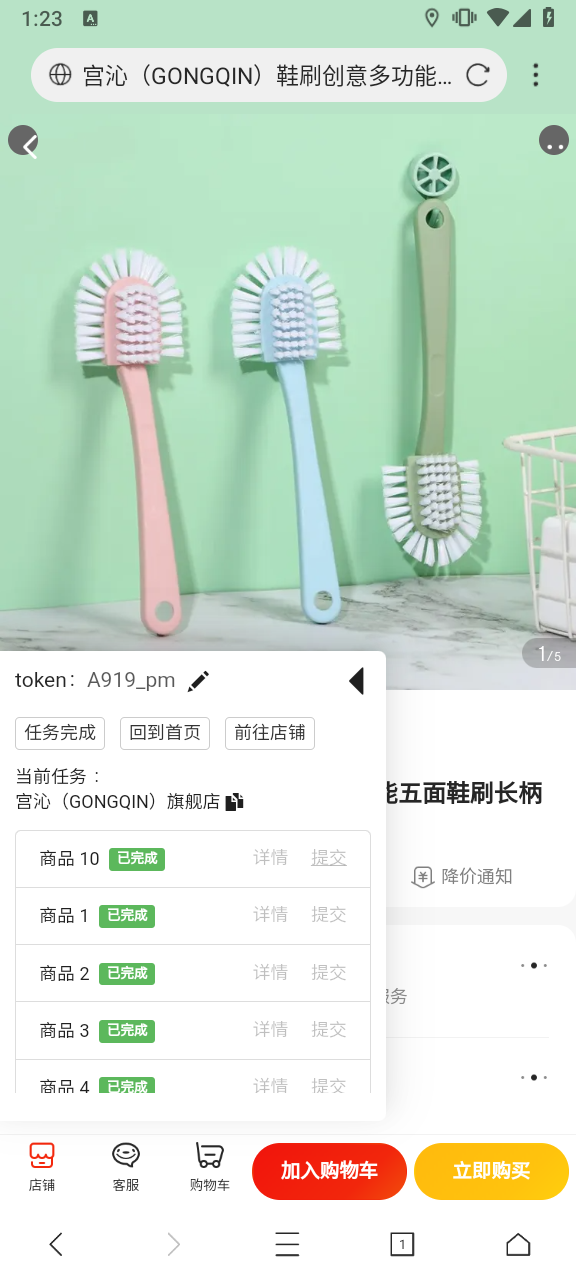 1:23
A
宫沁（GONGQIN）鞋刷创意多功能…
1/5
token： A919_pm
任务完成 回到首页 前往店铺
当前任务：
宫沁（GONGQIN）旗舰店
能五面鞋刷长柄
商品 10 已完成 详情 提交
降价通知
商品 1 已完成 详情 提交
商品 2 已完成 详情 提交
服务
商品 3 已完成 详情 提交
商品 4 已完成 详情 提交
店铺 客服 购物车 加入购物车 立即购买
1